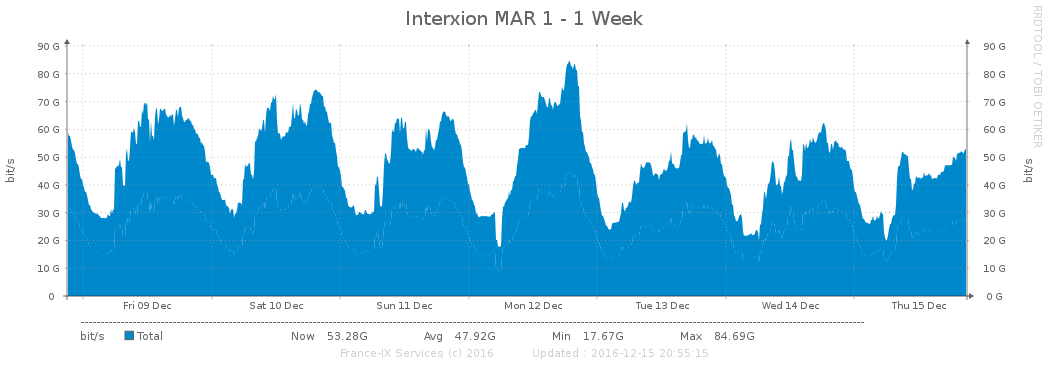 Interxion MAR 1 - 1 Week
RRDTOOL / TOBI OETIKER
bit/s
90 G 90 G
80 G 80 G
70 G 70 G
60 G 60 G
50 G 50 G
40 G 40 G
30 G 30 G
20 G 20 G
10 G 10 G
0 0 G
bit/s
Fri 09 Dec Sat 10 Dec Sun 11 Dec Mon 12 Dec Tue 13 Dec Wed 14 Dec Thu 15 Dec
bit/s Total Now 53.28G Avg 47.92G Min 17.67G Max 84.69G
France-IX Services (c) 2016 Updated : 2016-12-15 20:55:15